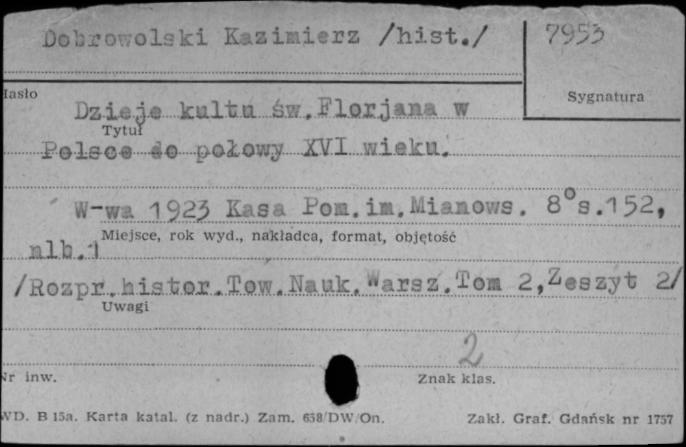 Dobrowolski Kazimierz /hist./ 7953
Hasło Sygnatura
Dzieje kultu św.Florjana w
Tytuł
Polsce do połowy XVI wieku.
W-wa 1923 Kasa Pom.im.Mianows. 8°s.152,
Miejsce, rok wyd., nakładca, format, objętość
nlb.1
/Rozpr.histor.Tow.Nauk.Warsz.Tom 2,Zeszyt 2/
Uwagi
2
Nr inw. Znak klas.
WD. B 15a. Karta katal. (z nadr.) Zam. 638/DW/On. Zakł. Graf. Gdańsk nr 1757